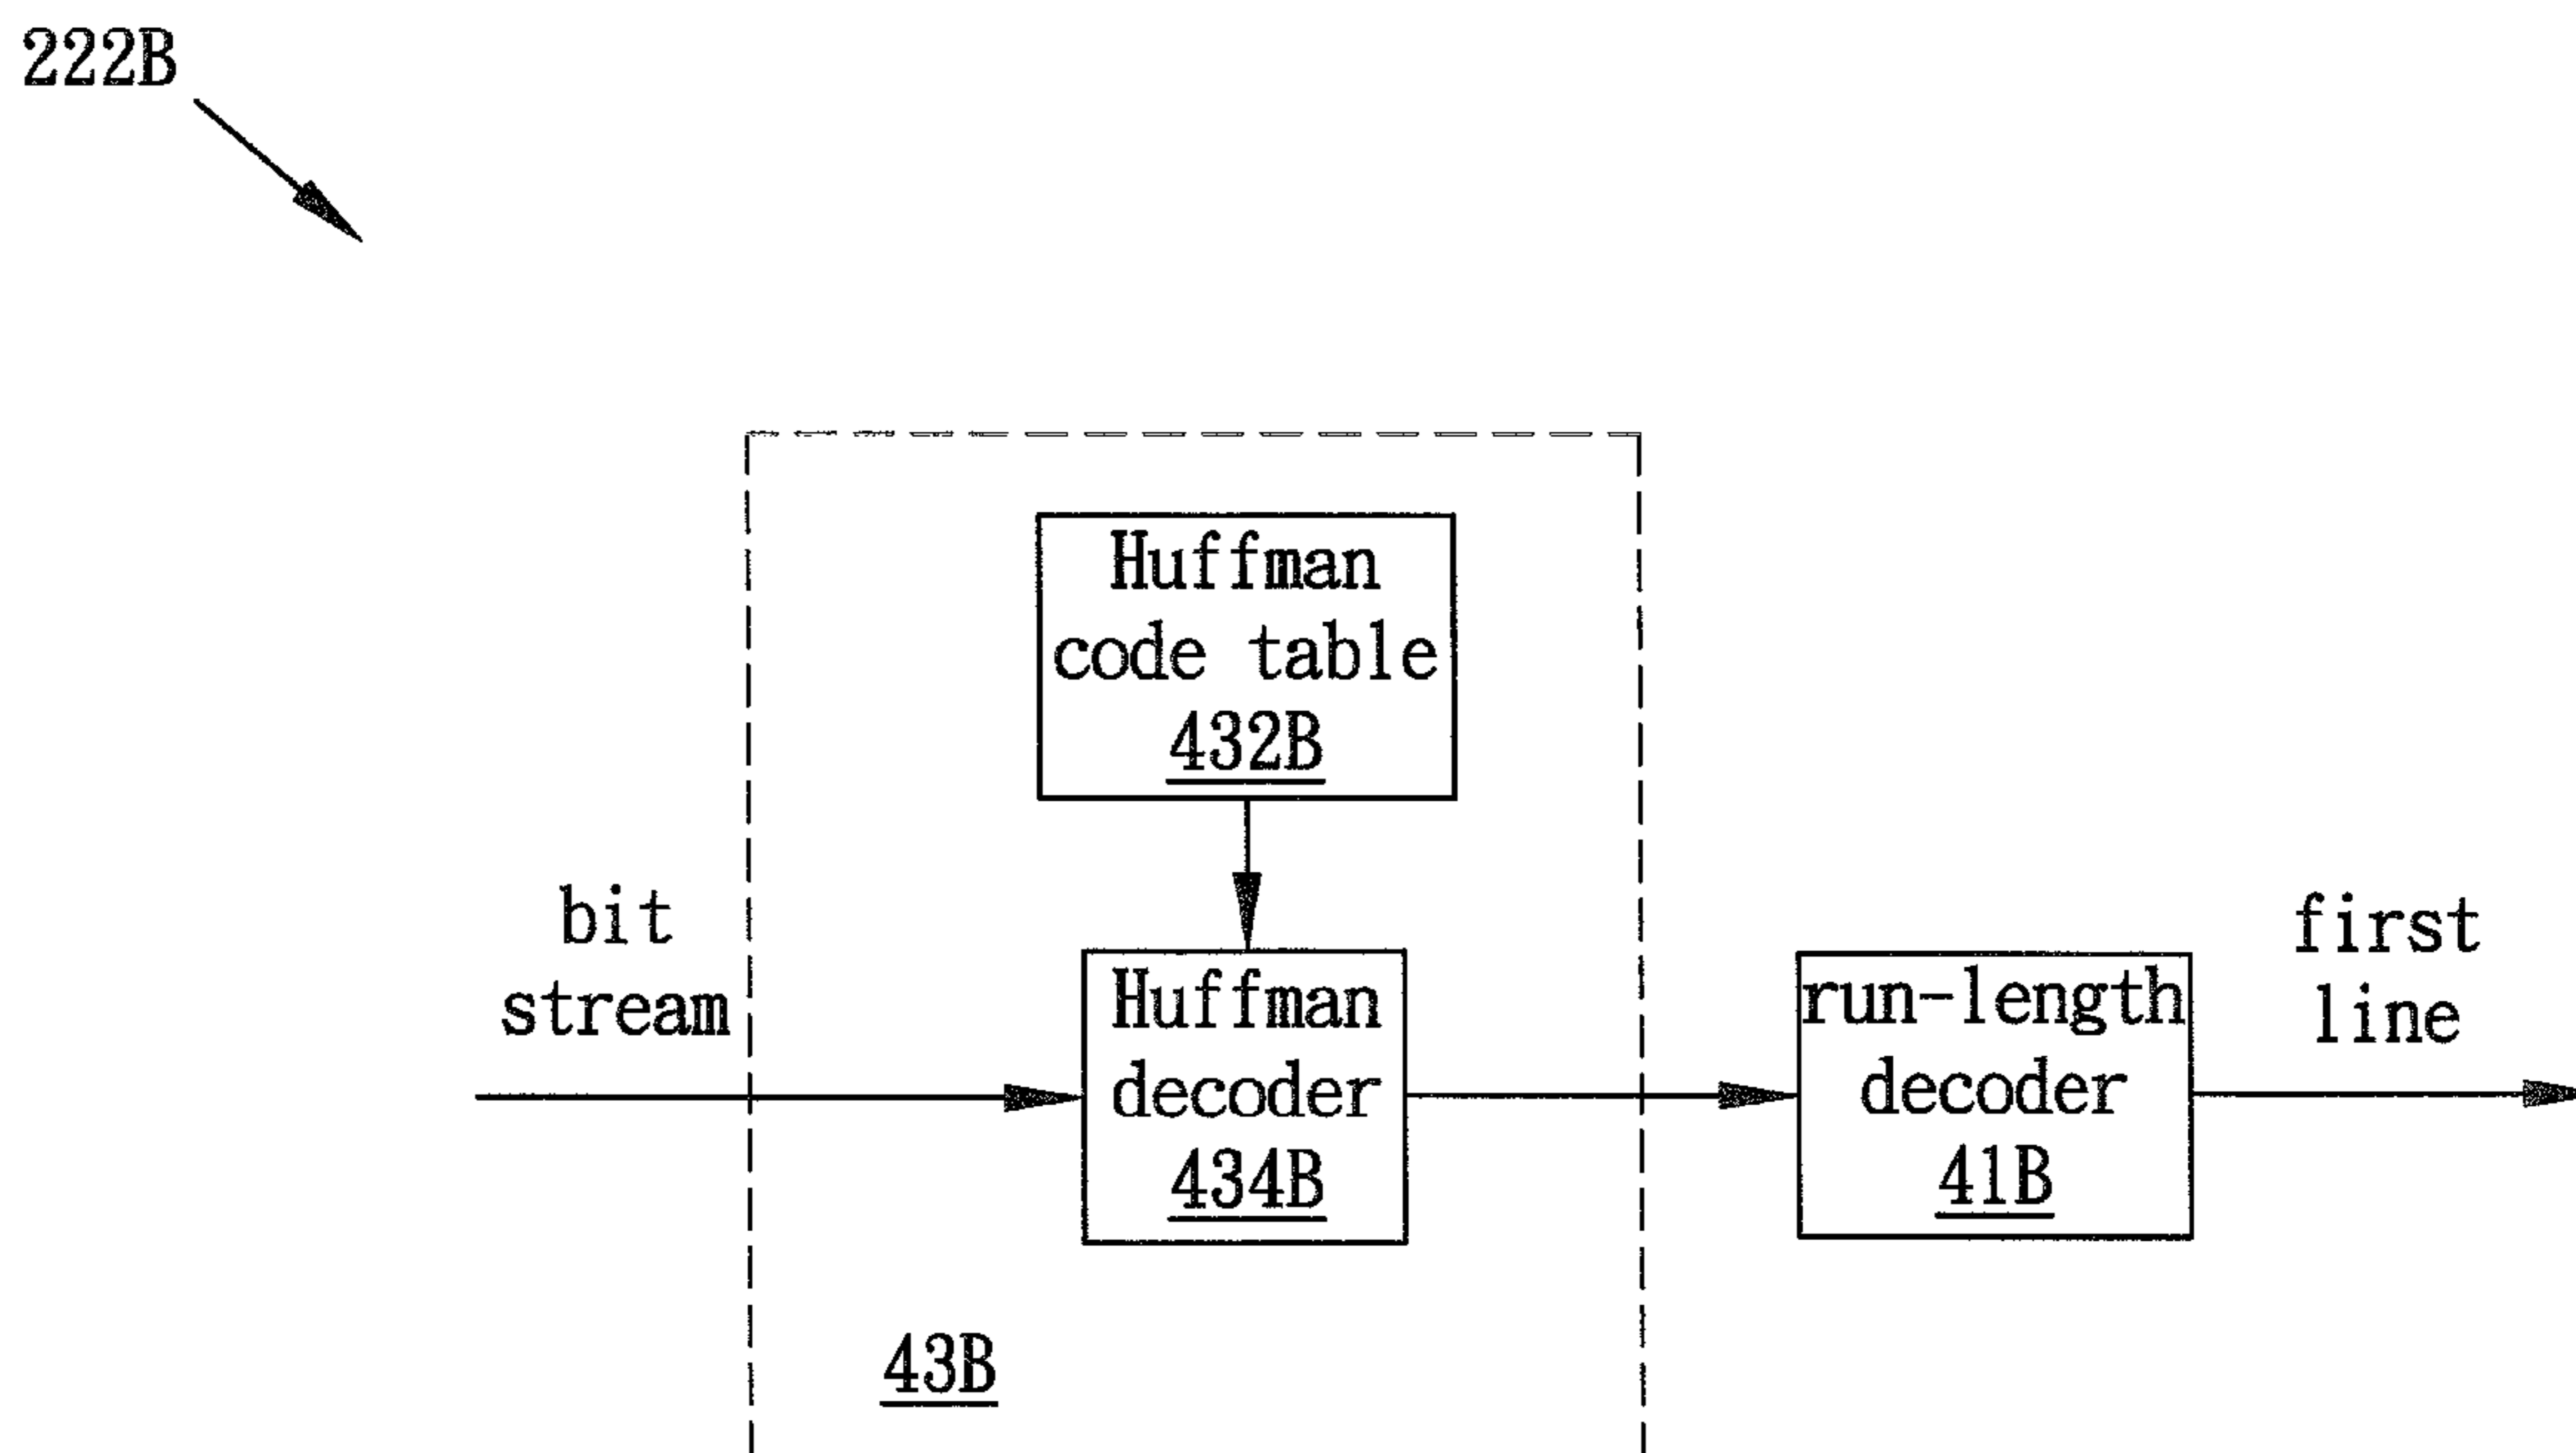 222B
Huffman
code table
432B
bit
stream
Huffman
decoder
434B
run-length
decoder
41B
first
line
43B